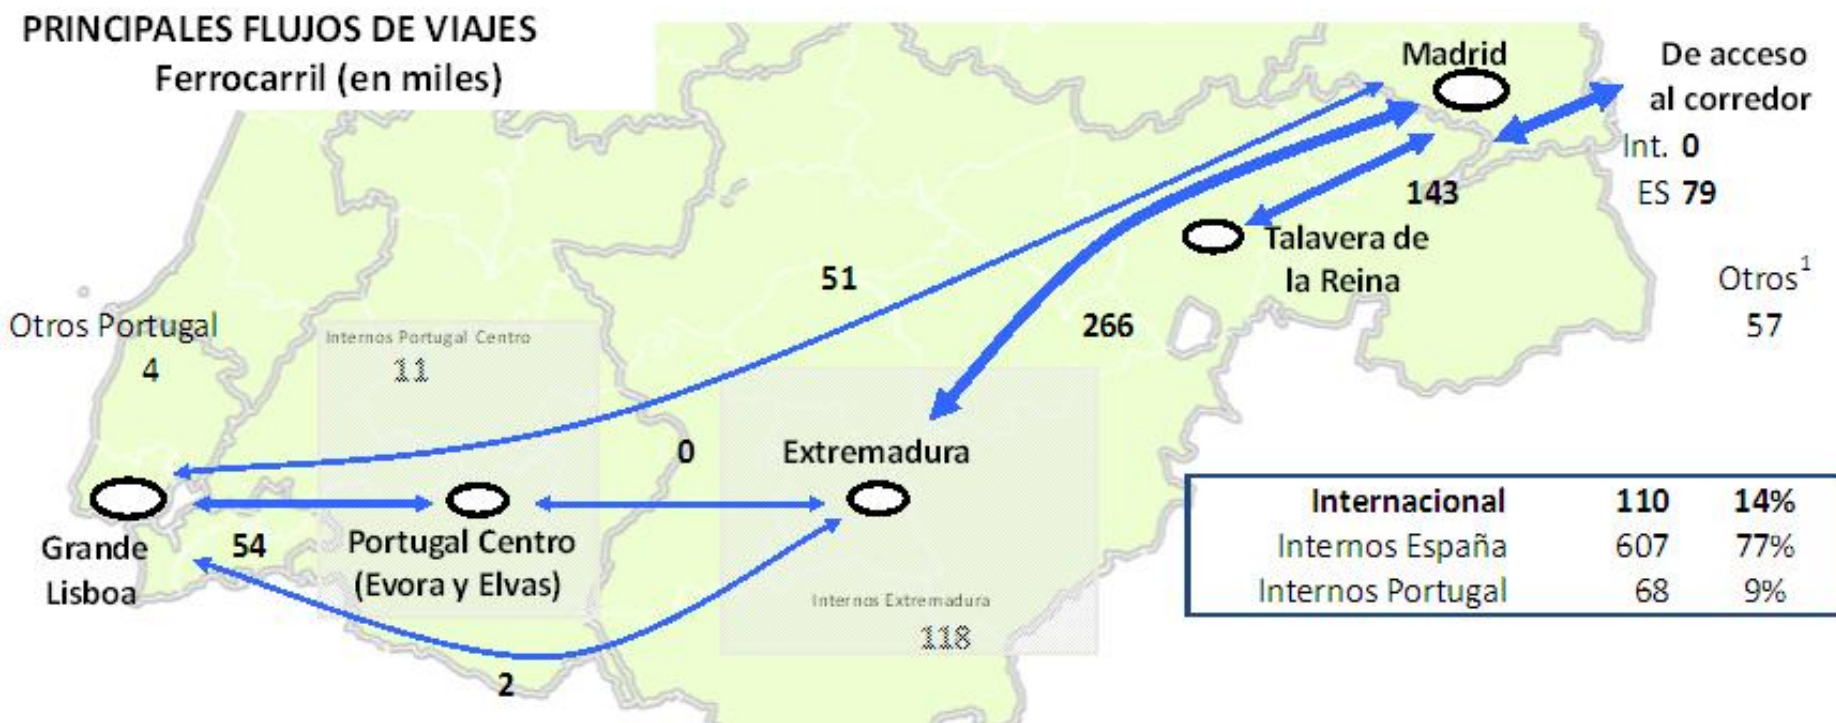 PRINCIPALES FLUJOS DE VIAJES
Ferrocarril (en miles)
Madrid
De acceso
al corredor
Int. 0
ES 79
143
Talavera de
la Reina
Otros¹
57
51
266
Otros Portugal
4
Internos Portugal Centro
11
0
Extremadura
Grande
Lisboa
54
Portugal Centro
(Evora y Elvas)
Internos Extremadura
118
2
Internacional 110 14%
Internos España 607 77%
Internos Portugal 68 9%